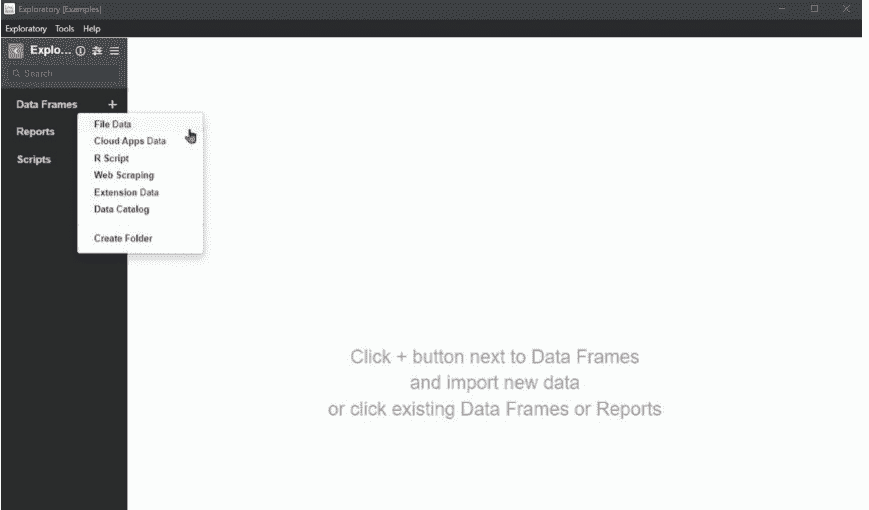 Exploratory [Examples]
Exploratory Tools Help
Explo...
Search
Data Frames +
Reports
Scripts
File Data
Cloud Apps Data
R Script
Web Scraping
Extension Data
Data Catalog
Create Folder
Click + button next to Data Frames
and import new data
or click existing Data Frames or Reports